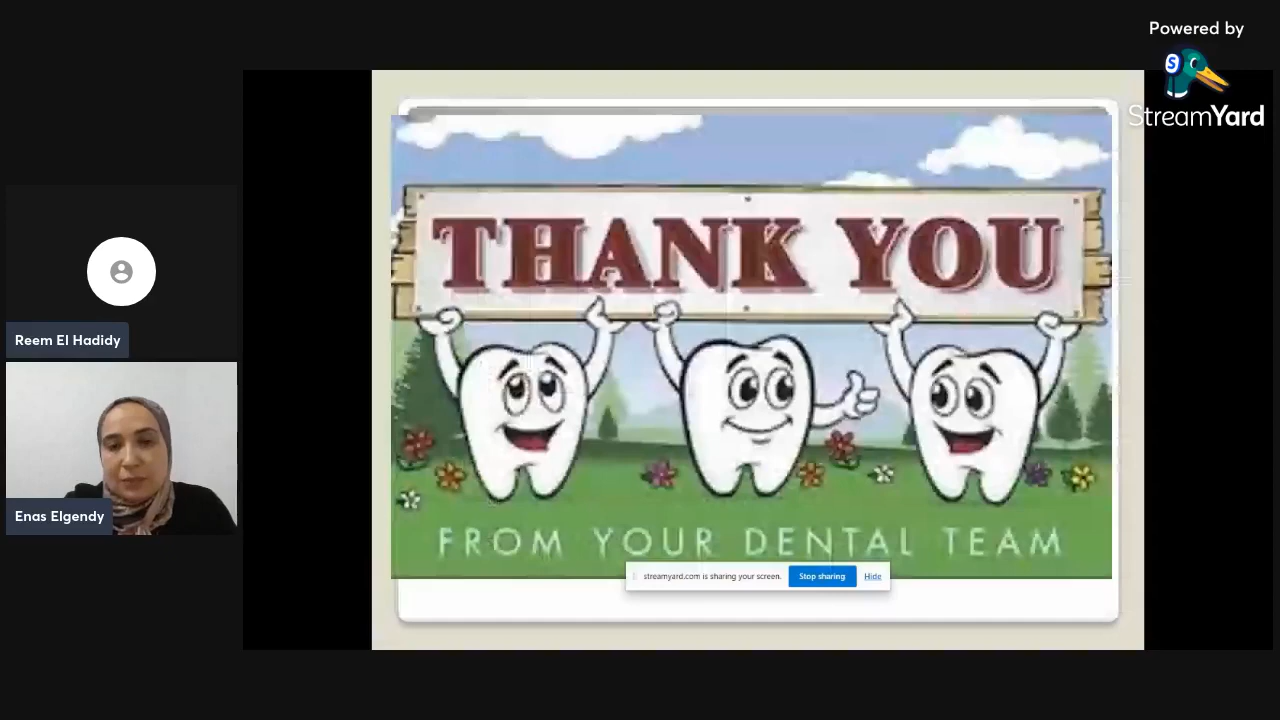 Powered by
StreamYard
THANK YOU
Reem El Hadidy
Enas Elgendy
FROM YOUR DENTAL TEAM
streamyard.com is sharing your screen.
Stop sharing
Hide